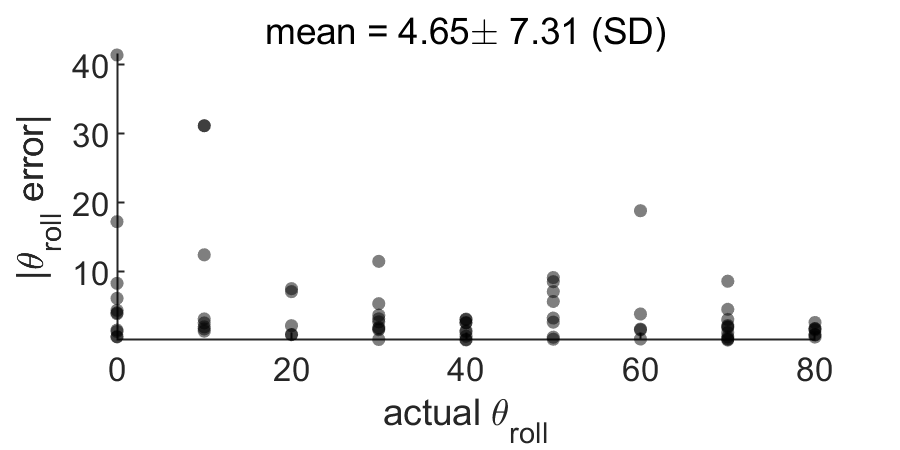 mean = 4.65± 7.31 (SD)
|θroll error|
40
30
20
10
0 20 40 60 80
actual θroll